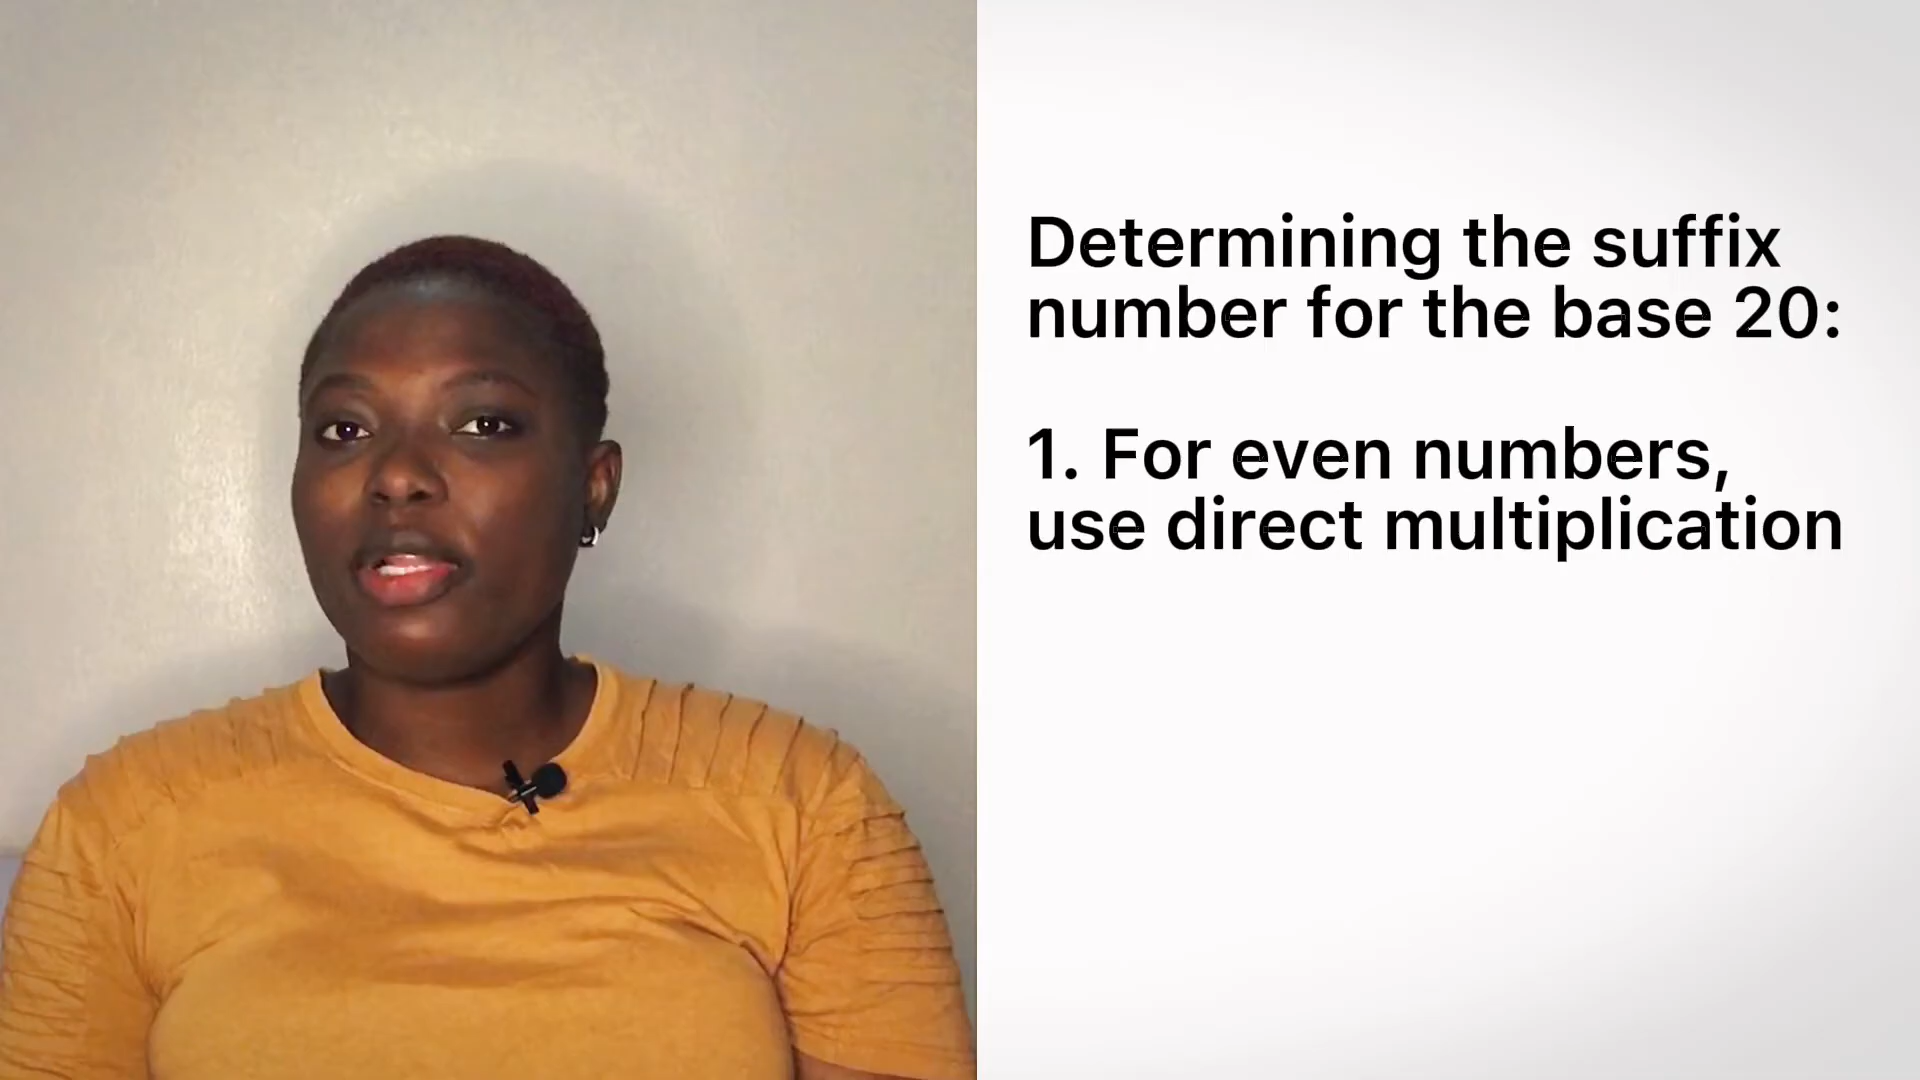 Determining the suffix
number for the base 20:
1. For even numbers,
use direct multiplication